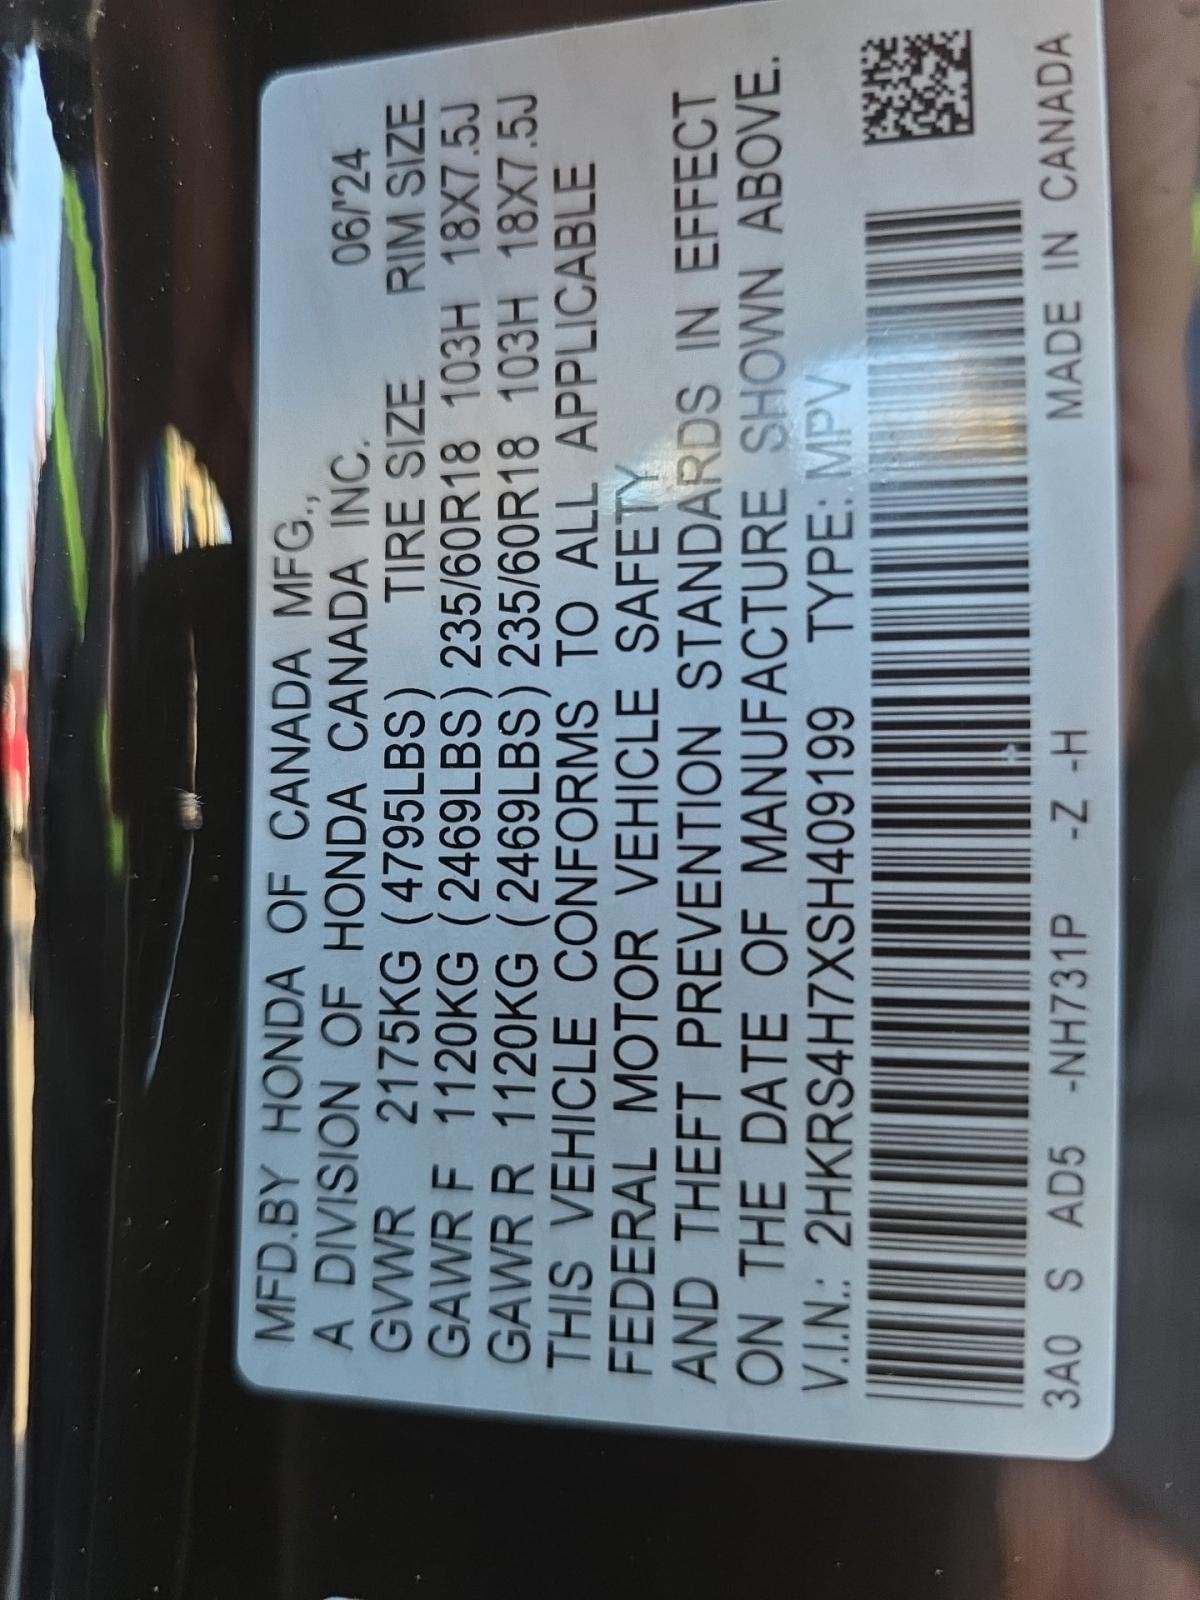 MFD.BY HONDA OF CANADA MFG.,
A DIVISION OF HONDA CANADA INC. 06/'24
GVWR 2175KG (4795LBS) TIRE SIZE RIM SIZE
GAWR F 1120KG (2469LBS) 235/60R18 103H 18X7.5J
GAWR R 1120KG (2469LBS) 235/60R18 103H 18X7.5J
THIS VEHICLE CONFORMS TO ALL APPLICABLE
FEDERAL MOTOR VEHICLE SAFETY
AND THEFT PREVENTION STANDARDS IN EFFECT
ON THE DATE OF MANUFACTURE SHOWN ABOVE.
V.I.N.: 2HKRS4H7XSH409199 TYPE: MPV
3A0 S AD5 -NH731P -Z -H MADE IN CANADA